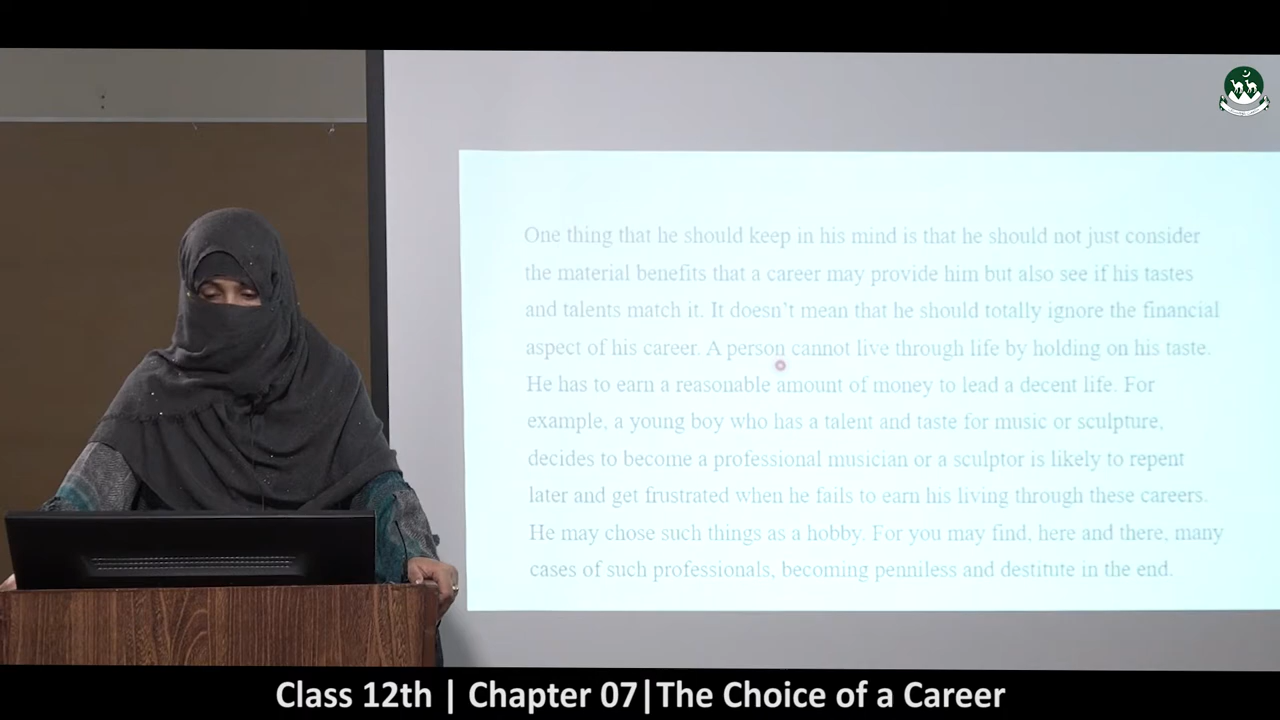 One thing that he should keep in his mind is that he should not just consider
the material benefits that a career may provide him but also see if his tastes
and talents match it. It doesn't mean that he should totally ignore the financial
aspect of his career. A person cannot live through life by holding on his taste.
He has to earn a reasonable amount of money to lead a decent life. For
example, a young boy who has a talent and taste for music or sculpture,
decides to become a professional musician or a sculptor is likely to repent
later and get frustrated when he fails to earn his living through these careers.
He may chose such things as a hobby. For you may find, here and there, many
cases of such professionals, becoming penniless and destitute in the end.
Class 12th | Chapter 07|The Choice of a Career